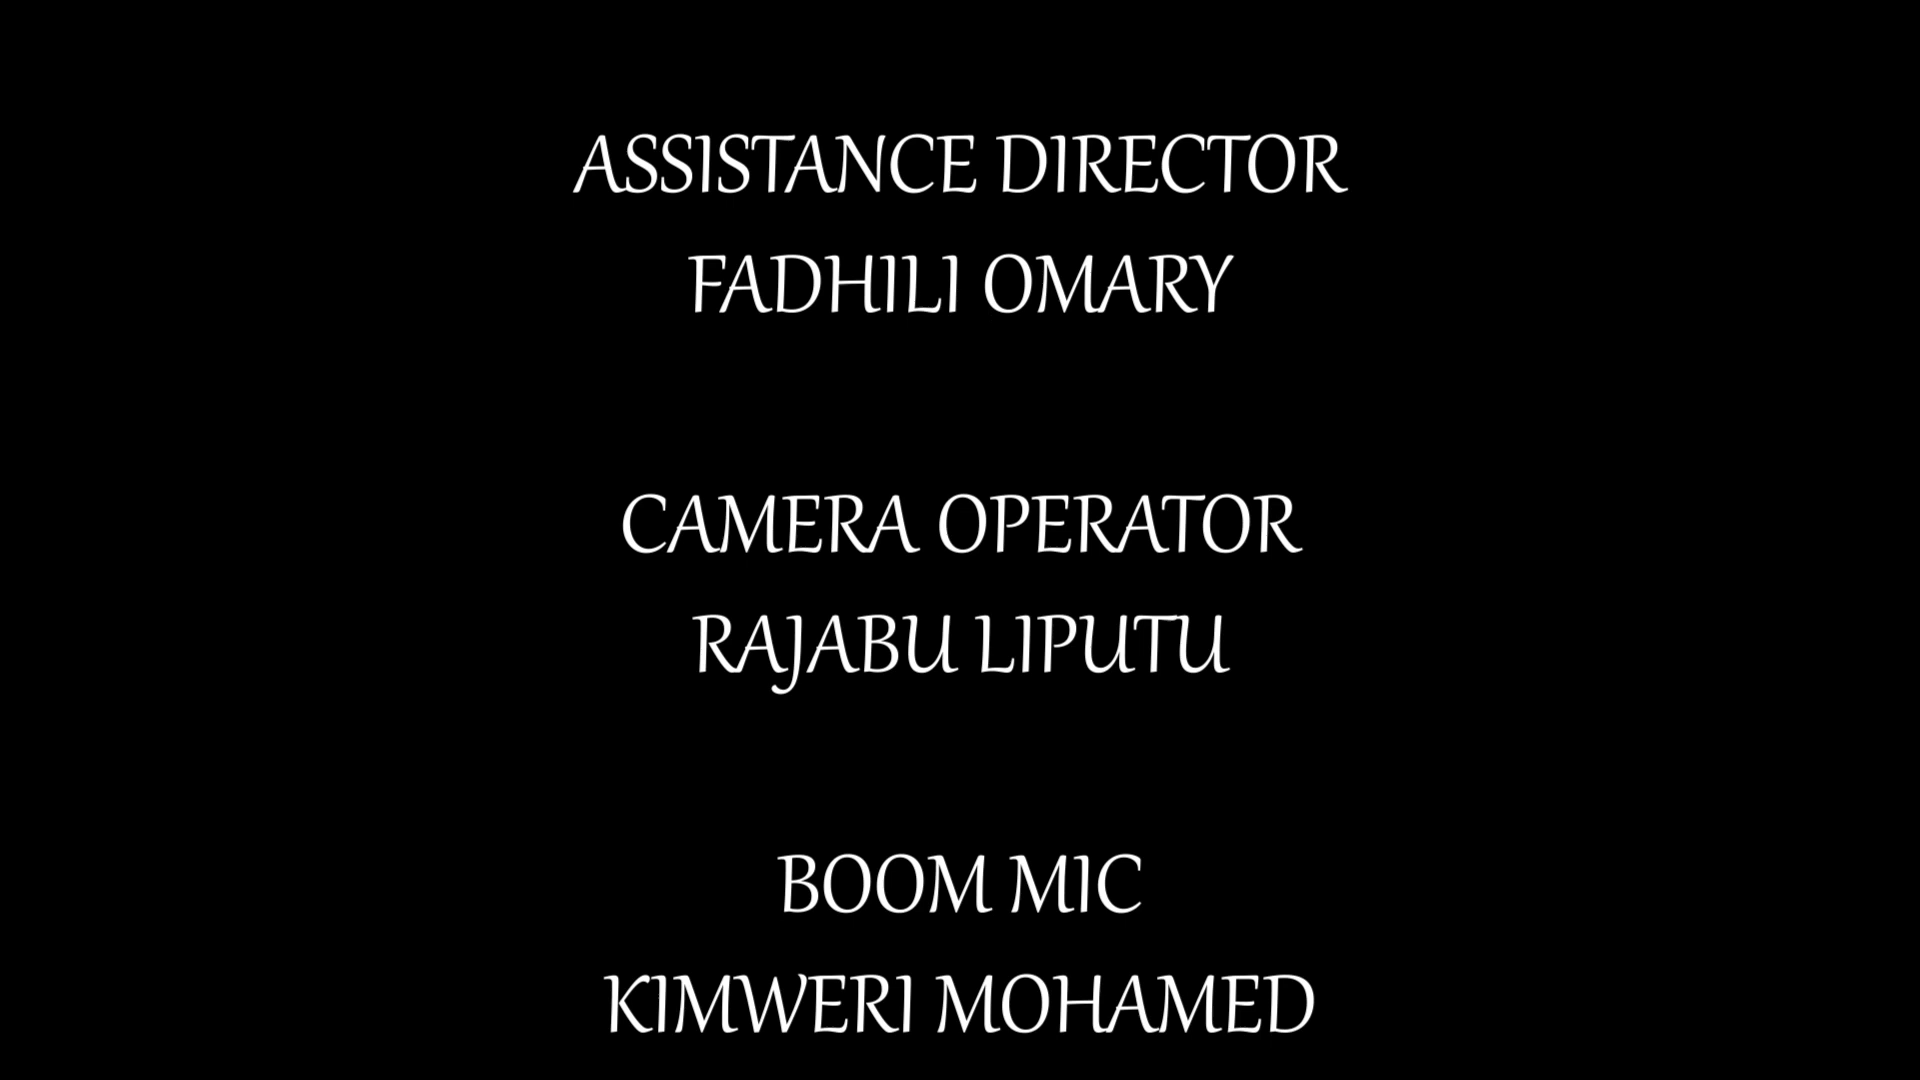 ASSISTANCE DIRECTOR
FADHILI OMARY
CAMERA OPERATOR
RAJABU LIPUTU
BOOM MIC
KIMWERI MOHAMED